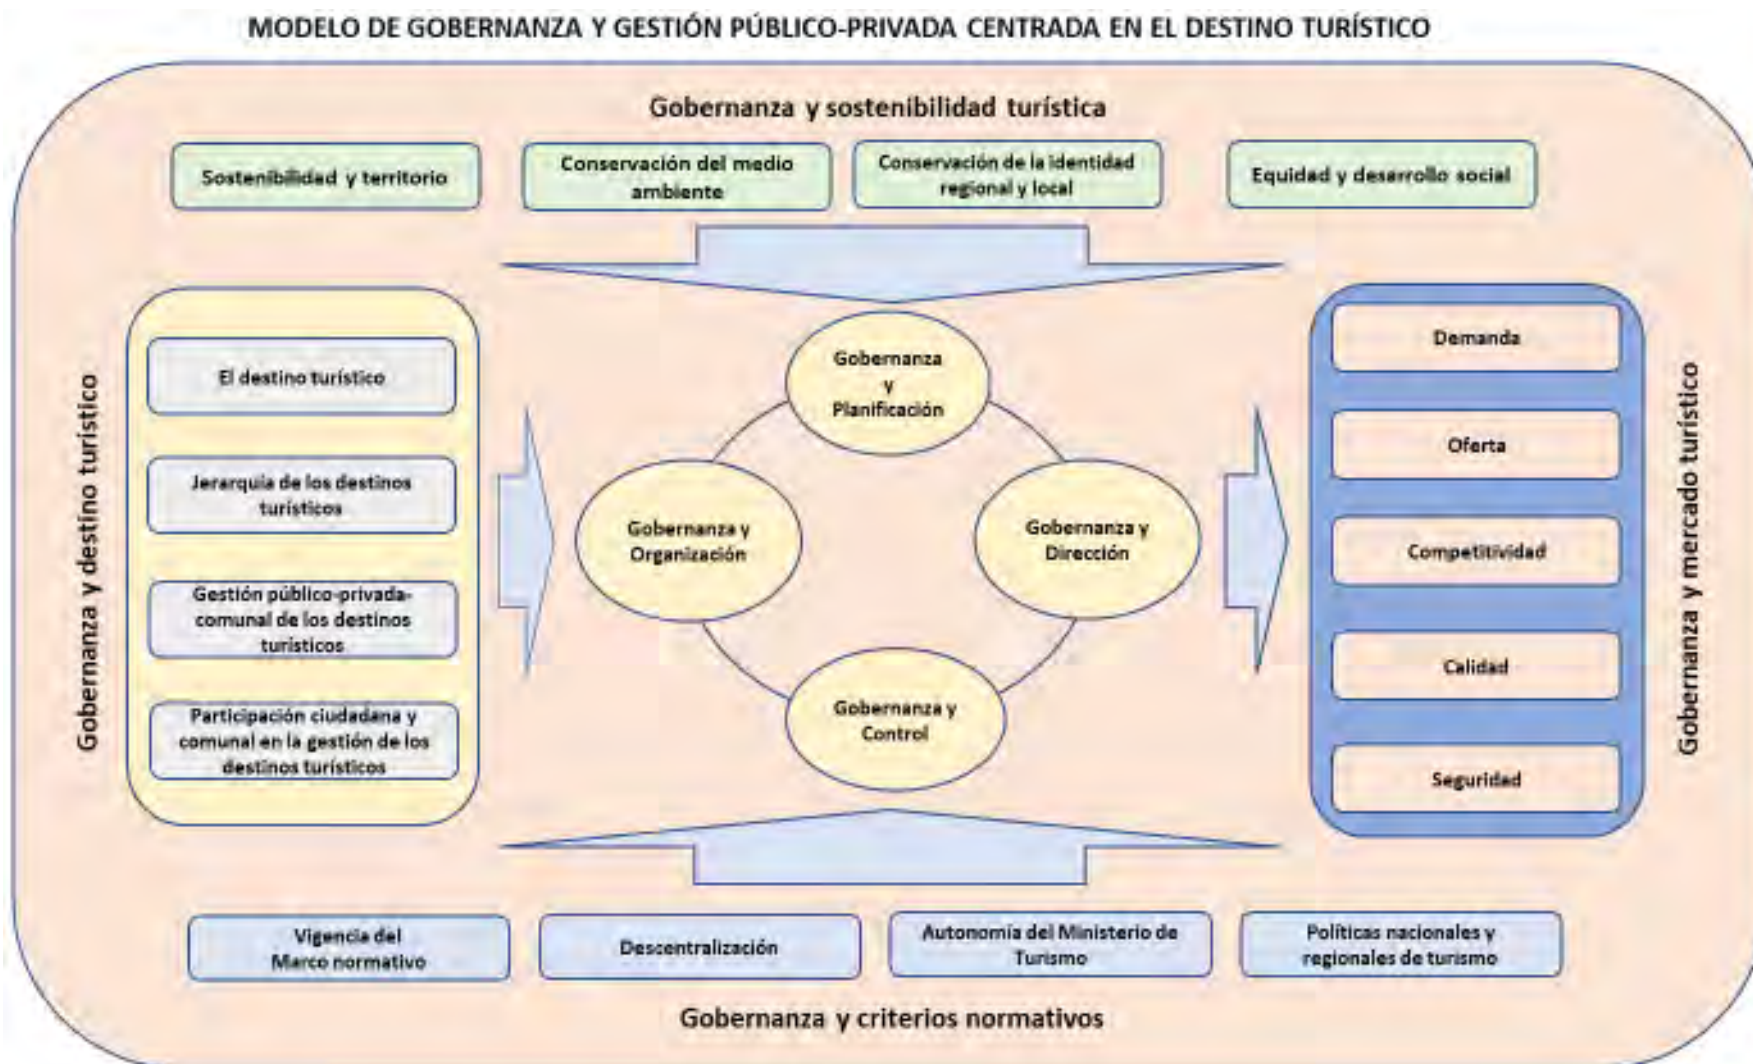 MODELO DE GOBERNANZA Y GESTIÓN PÚBLICO-PRIVADA CENTRADA EN EL DESTINO TURÍSTICO
Gobernanza y sostenibilidad turística
Sostenibilidad y territorio
Conservación del medio
ambiente
Conservación de la identidad
regional y local
Equidad y desarrollo social
Gobernanza y destino turístico
El destino turístico
Jerarquía de los destinos
turísticos
Gestión público-privada-
comunal de los destinos
turísticos
Participación ciudadana y
comunal en la gestión de los
destinos turísticos
Gobernanza
y
Planificación
Gobernanza y
Organización
Gobernanza y
Dirección
Gobernanza y
Control
Demanda
Oferta
Competitividad
Calidad
Seguridad
Gobernanza y mercado turístico
Vigencia del
Marco normativo
Descentralización
Autonomía del Ministerio de
Turismo
Políticas nacionales y
regionales de turismo
Gobernanza y criterios normativos